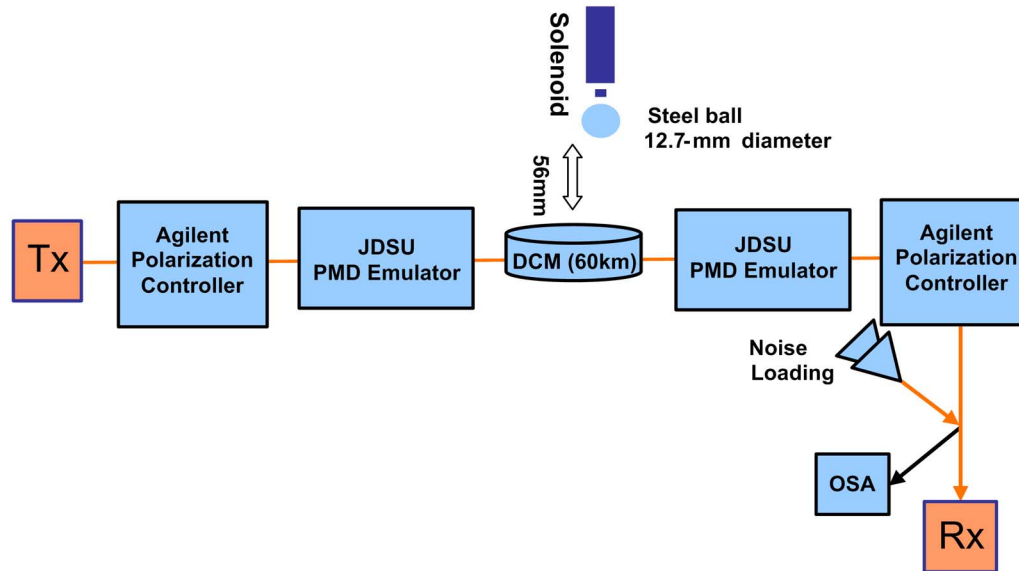 Solenoid
Steel ball
12.7-mm diameter
56mm
Tx
Agilent
Polarization
Controller
JDSU
PMD Emulator
DCM (60km)
JDSU
PMD Emulator
Agilent
Polarization
Controller
Noise
Loading
OSA
Rx